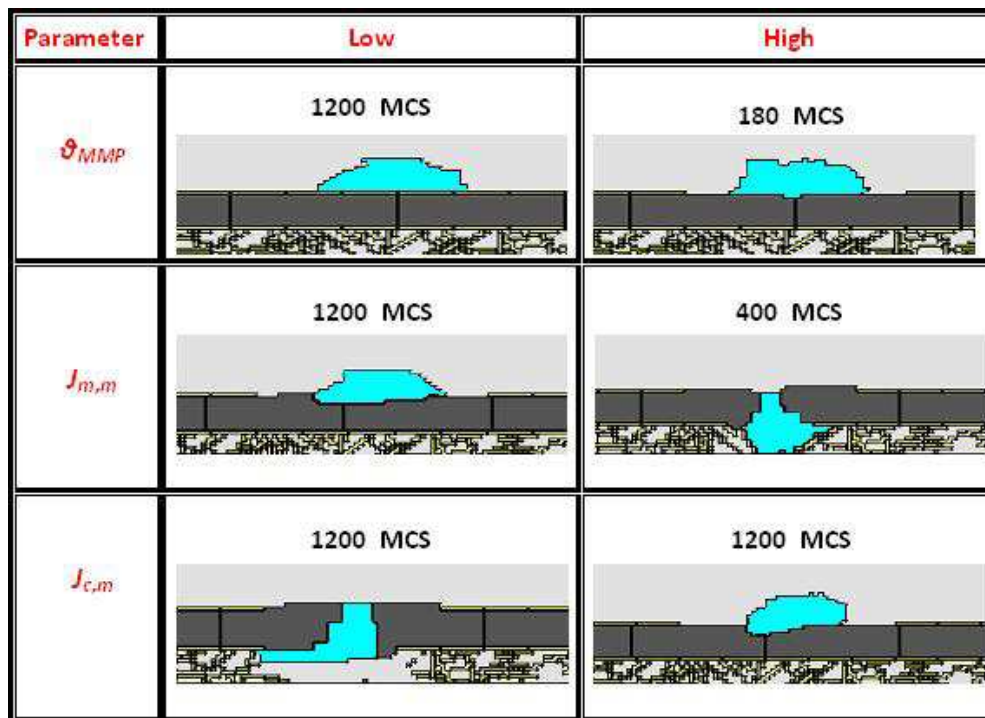 Parameter Low High
1200 MCS 180 MCS
ϑMMP
1200 MCS 400 MCS
Jm,m
1200 MCS 1200 MCS
Jc,m